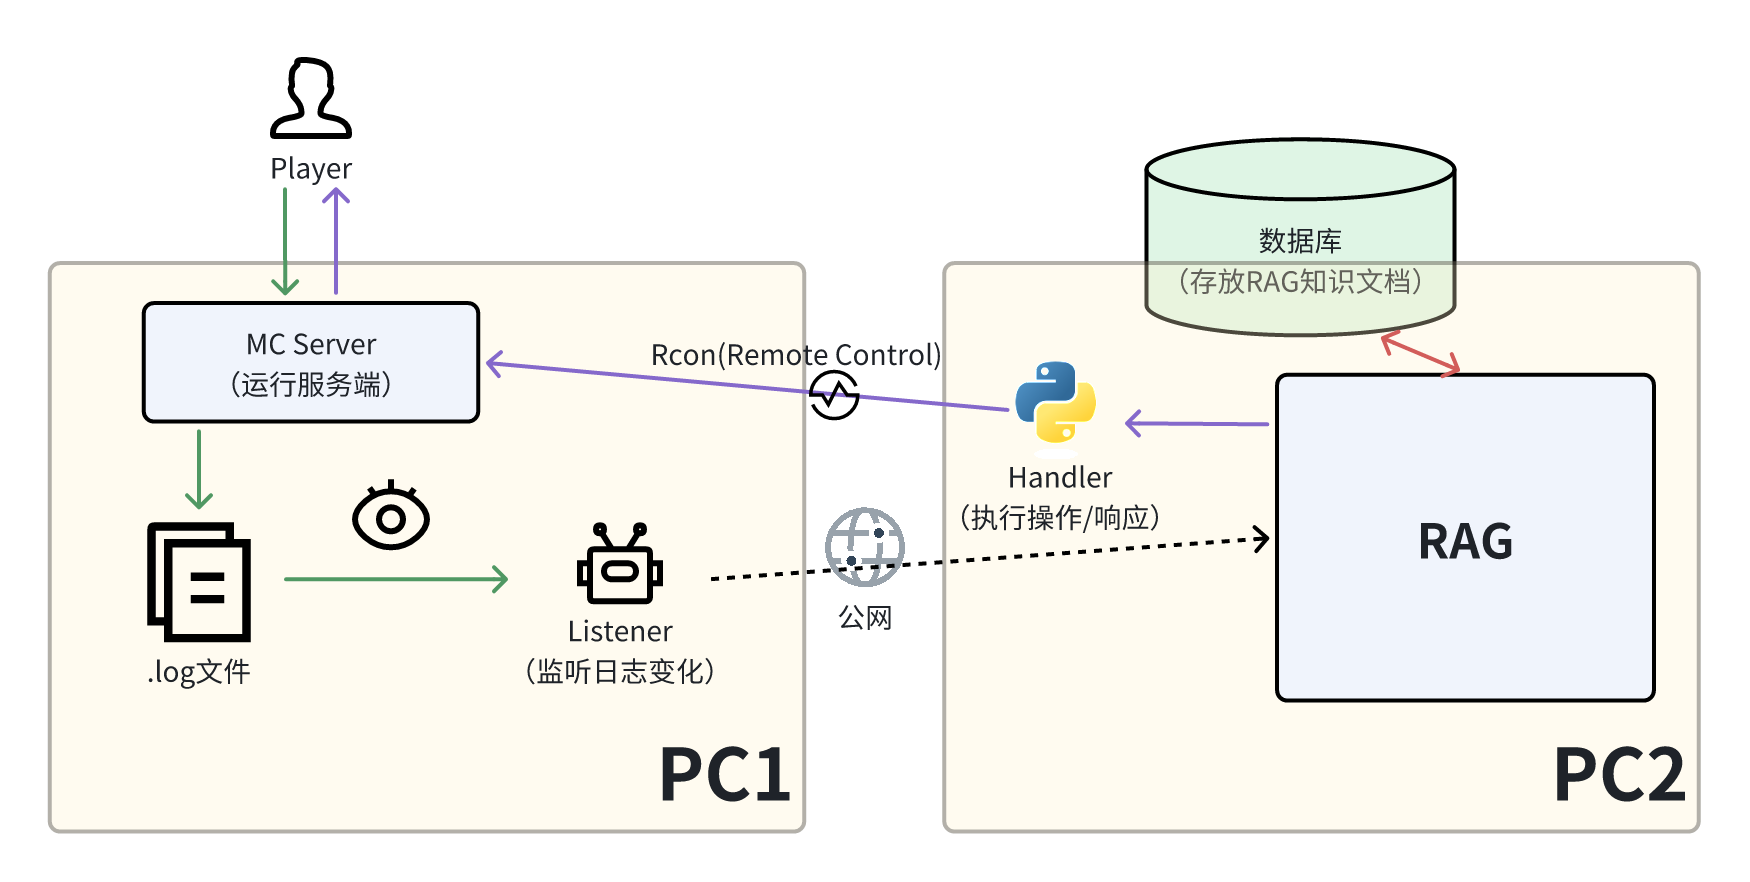 Player
MC Server
（运行服务端）
.log文件
Listener
（监听日志变化）
PC1
Rcon(Remote Control)
公网
数据库
（存放RAG知识文档）
Handler
（执行操作/响应）
RAG
PC2